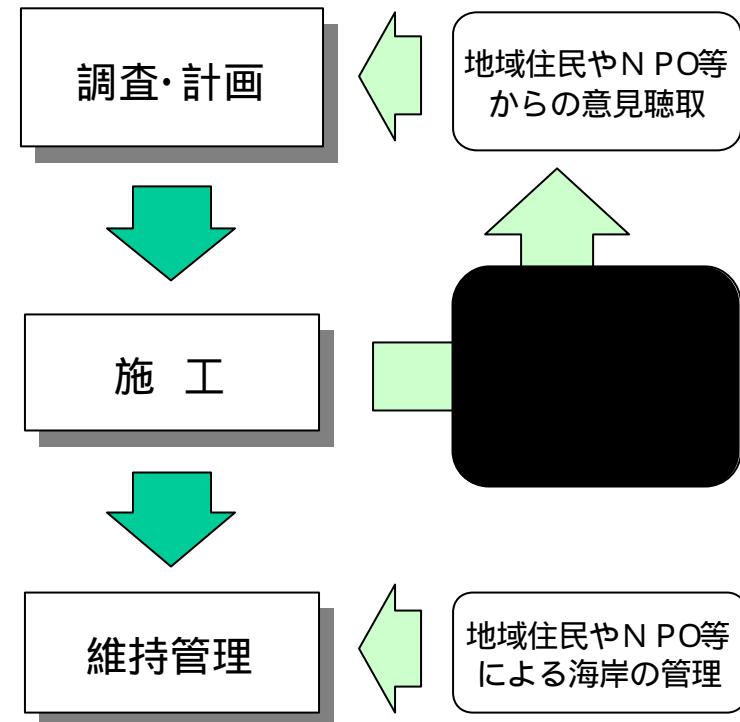 調査・計画
地域住民やNPO等
からの意見聴取
施 工
維持管理
地域住民やNPO等
による海岸の管理